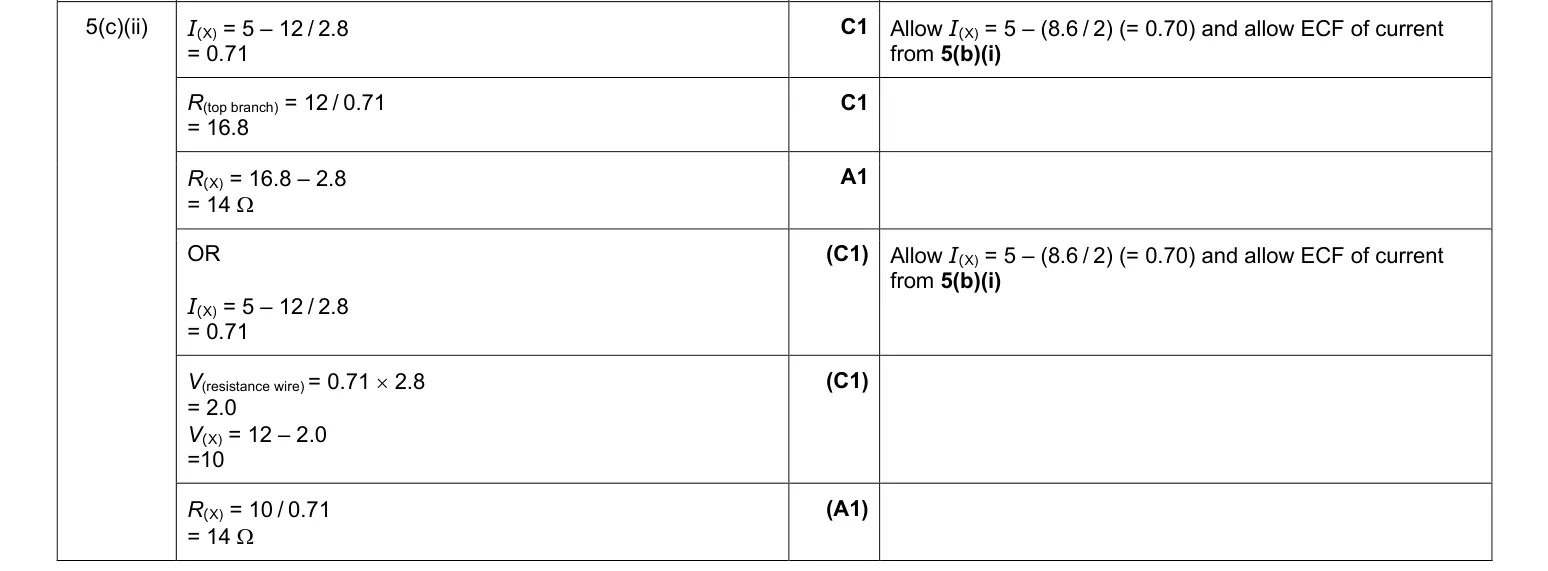 5(c)(ii)
I(X) = 5 – 12 / 2.8
= 0.71
C1
Allow I(X) = 5 – (8.6 / 2) (= 0.70) and allow ECF of current
from 5(b)(i)
R(top branch) = 12 / 0.71
= 16.8
C1
R(X) = 16.8 – 2.8
= 14 Ω
A1
OR
I(X) = 5 – 12 / 2.8
= 0.71
(C1)
Allow I(X) = 5 – (8.6 / 2) (= 0.70) and allow ECF of current
from 5(b)(i)
V(resistance wire) = 0.71 × 2.8
= 2.0
V(X) = 12 – 2.0
=10
(C1)
R(X) = 10 / 0.71
= 14 Ω
(A1)